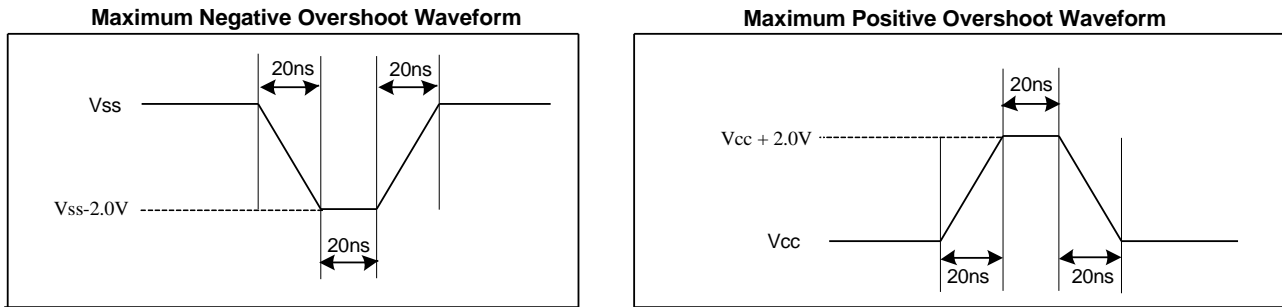 Maximum Negative Overshoot Waveform
20ns
20ns
Vss
Vss-2.0V
20ns
Maximum Positive Overshoot Waveform
20ns
Vcc + 2.0V
Vcc
20ns
20ns